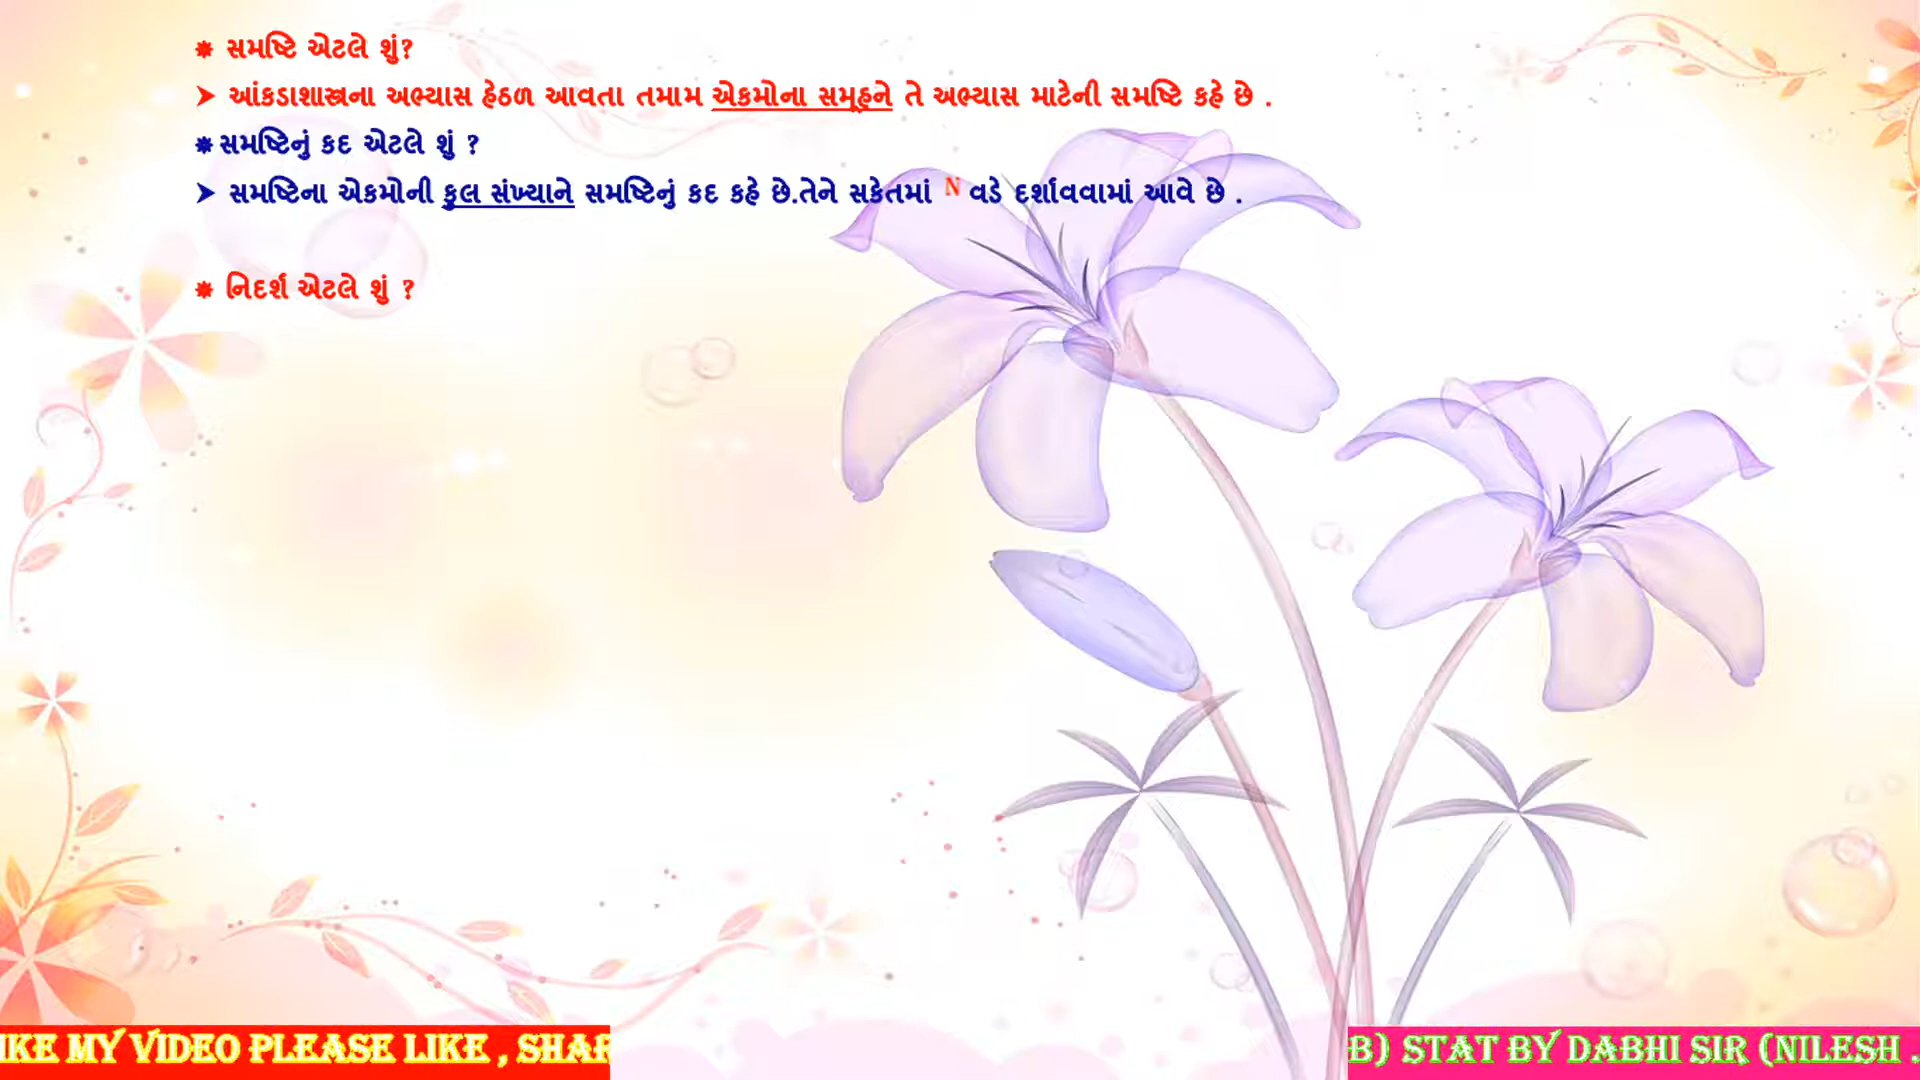 ✸ સમષ્ટિ એટલે શું?
➤ આંકડાશાસ્ત્રના અભ્યાસ હેઠળ આવતા તમામ એકમોના સમૂહને તે અભ્યાસ માટેની સમષ્ટિ કહે છે .
✸ સમષ્ટિનું કદ એટલે શું ?
➤ સમષ્ટિના એકમોની કુલ સંખ્યાને સમષ્ટિનું કદ કહે છે.તેને સકેતમાં N વડે દર્શાવવામાં આવે છે .
✸ નિદર્શ એટલે શું ?
IKE MY VIDEO PLEASE LIKE , SHAR
B) STAT BY DABHI SIR (NILESH .